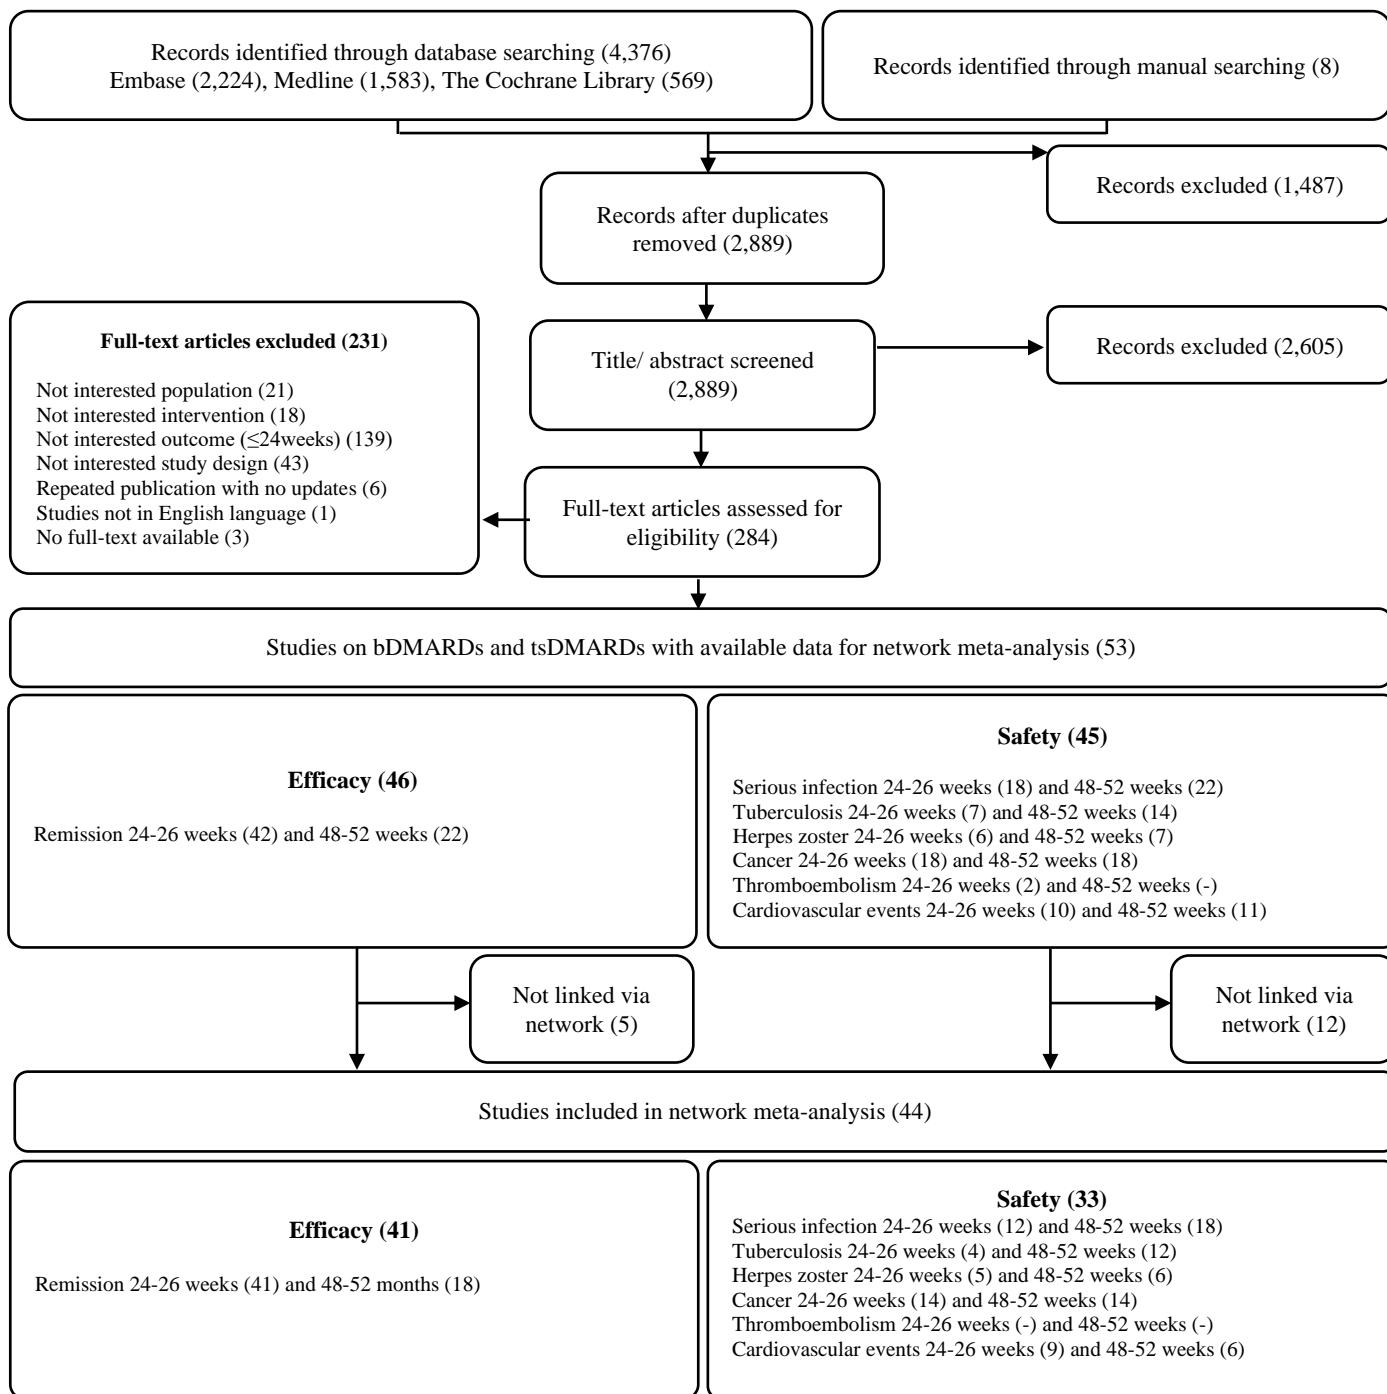 Records identified through database searching (4,376)
Embase (2,224), Medline (1,583), The Cochrane Library (569)
Records identified through manual searching (8)
Records excluded (1,487)
Records after duplicates
removed (2,889)
Title/ abstract screened
(2,889)
Records excluded (2,605)
Full-text articles excluded (231)
Not interested population (21)
Not interested intervention (18)
Not interested outcome (≤24weeks) (139)
Not interested study design (43)
Repeated publication with no updates (6)
Studies not in English language (1)
No full-text available (3)
Full-text articles assessed for
eligibility (284)
Studies on bDMARDs and tsDMARDs with available data for network meta-analysis (53)
Efficacy (46)
Remission 24-26 weeks (42) and 48-52 weeks (22)
Safety (45)
Serious infection 24-26 weeks (18) and 48-52 weeks (22)
Tuberculosis 24-26 weeks (7) and 48-52 weeks (14)
Herpes zoster 24-26 weeks (6) and 48-52 weeks (7)
Cancer 24-26 weeks (18) and 48-52 weeks (18)
Thromboembolism 24-26 weeks (2) and 48-52 weeks (-)
Cardiovascular events 24-26 weeks (10) and 48-52 weeks (11)
Not linked via
network (5)
Not linked via
network (12)
Studies included in network meta-analysis (44)
Efficacy (41)
Remission 24-26 weeks (41) and 48-52 months (18)
Safety (33)
Serious infection 24-26 weeks (12) and 48-52 weeks (18)
Tuberculosis 24-26 weeks (4) and 48-52 weeks (12)
Herpes zoster 24-26 weeks (5) and 48-52 weeks (6)
Cancer 24-26 weeks (14) and 48-52 weeks (14)
Thromboembolism 24-26 weeks (-) and 48-52 weeks (-)
Cardiovascular events 24-26 weeks (9) and 48-52 weeks (6)